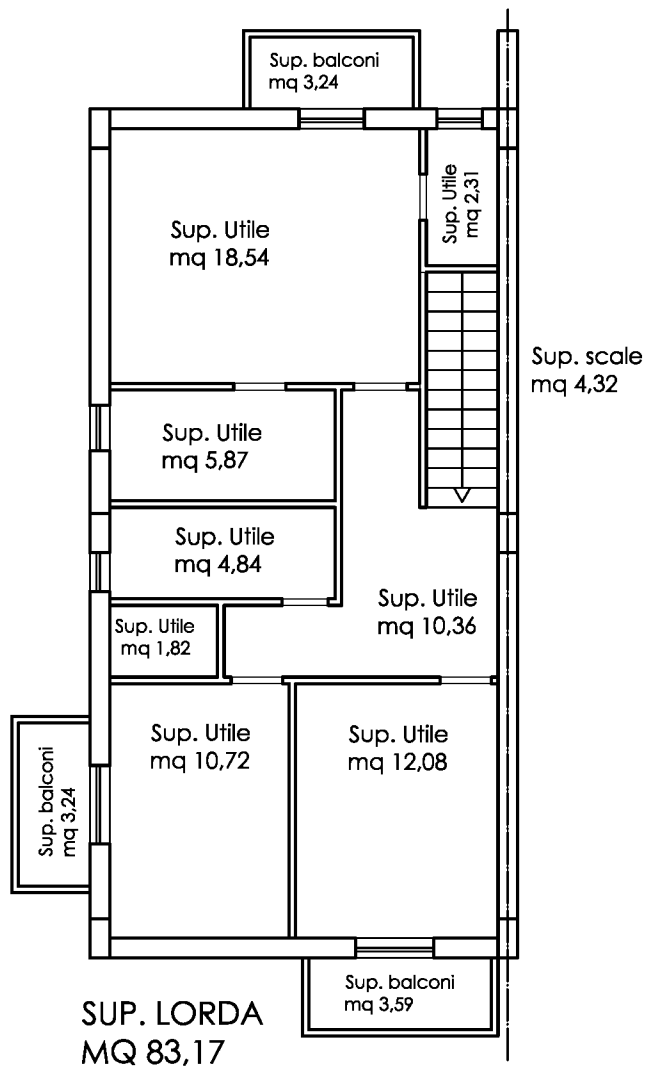 Sup. balconi
mq 3,24
Sup. Utile
mq 2,31
Sup. Utile
mq 18,54
Sup. scale
mq 4,32
Sup. Utile
mq 5,87
Sup. Utile
mq 4,84
Sup. Utile
mq 10,36
Sup. Utile
mq 1,82
Sup. Utile
mq 10,72
Sup. Utile
mq 12,08
Sup. balconi
mq 3,24
Sup. balconi
mq 3,59
SUP. LORDA
MQ 83,17